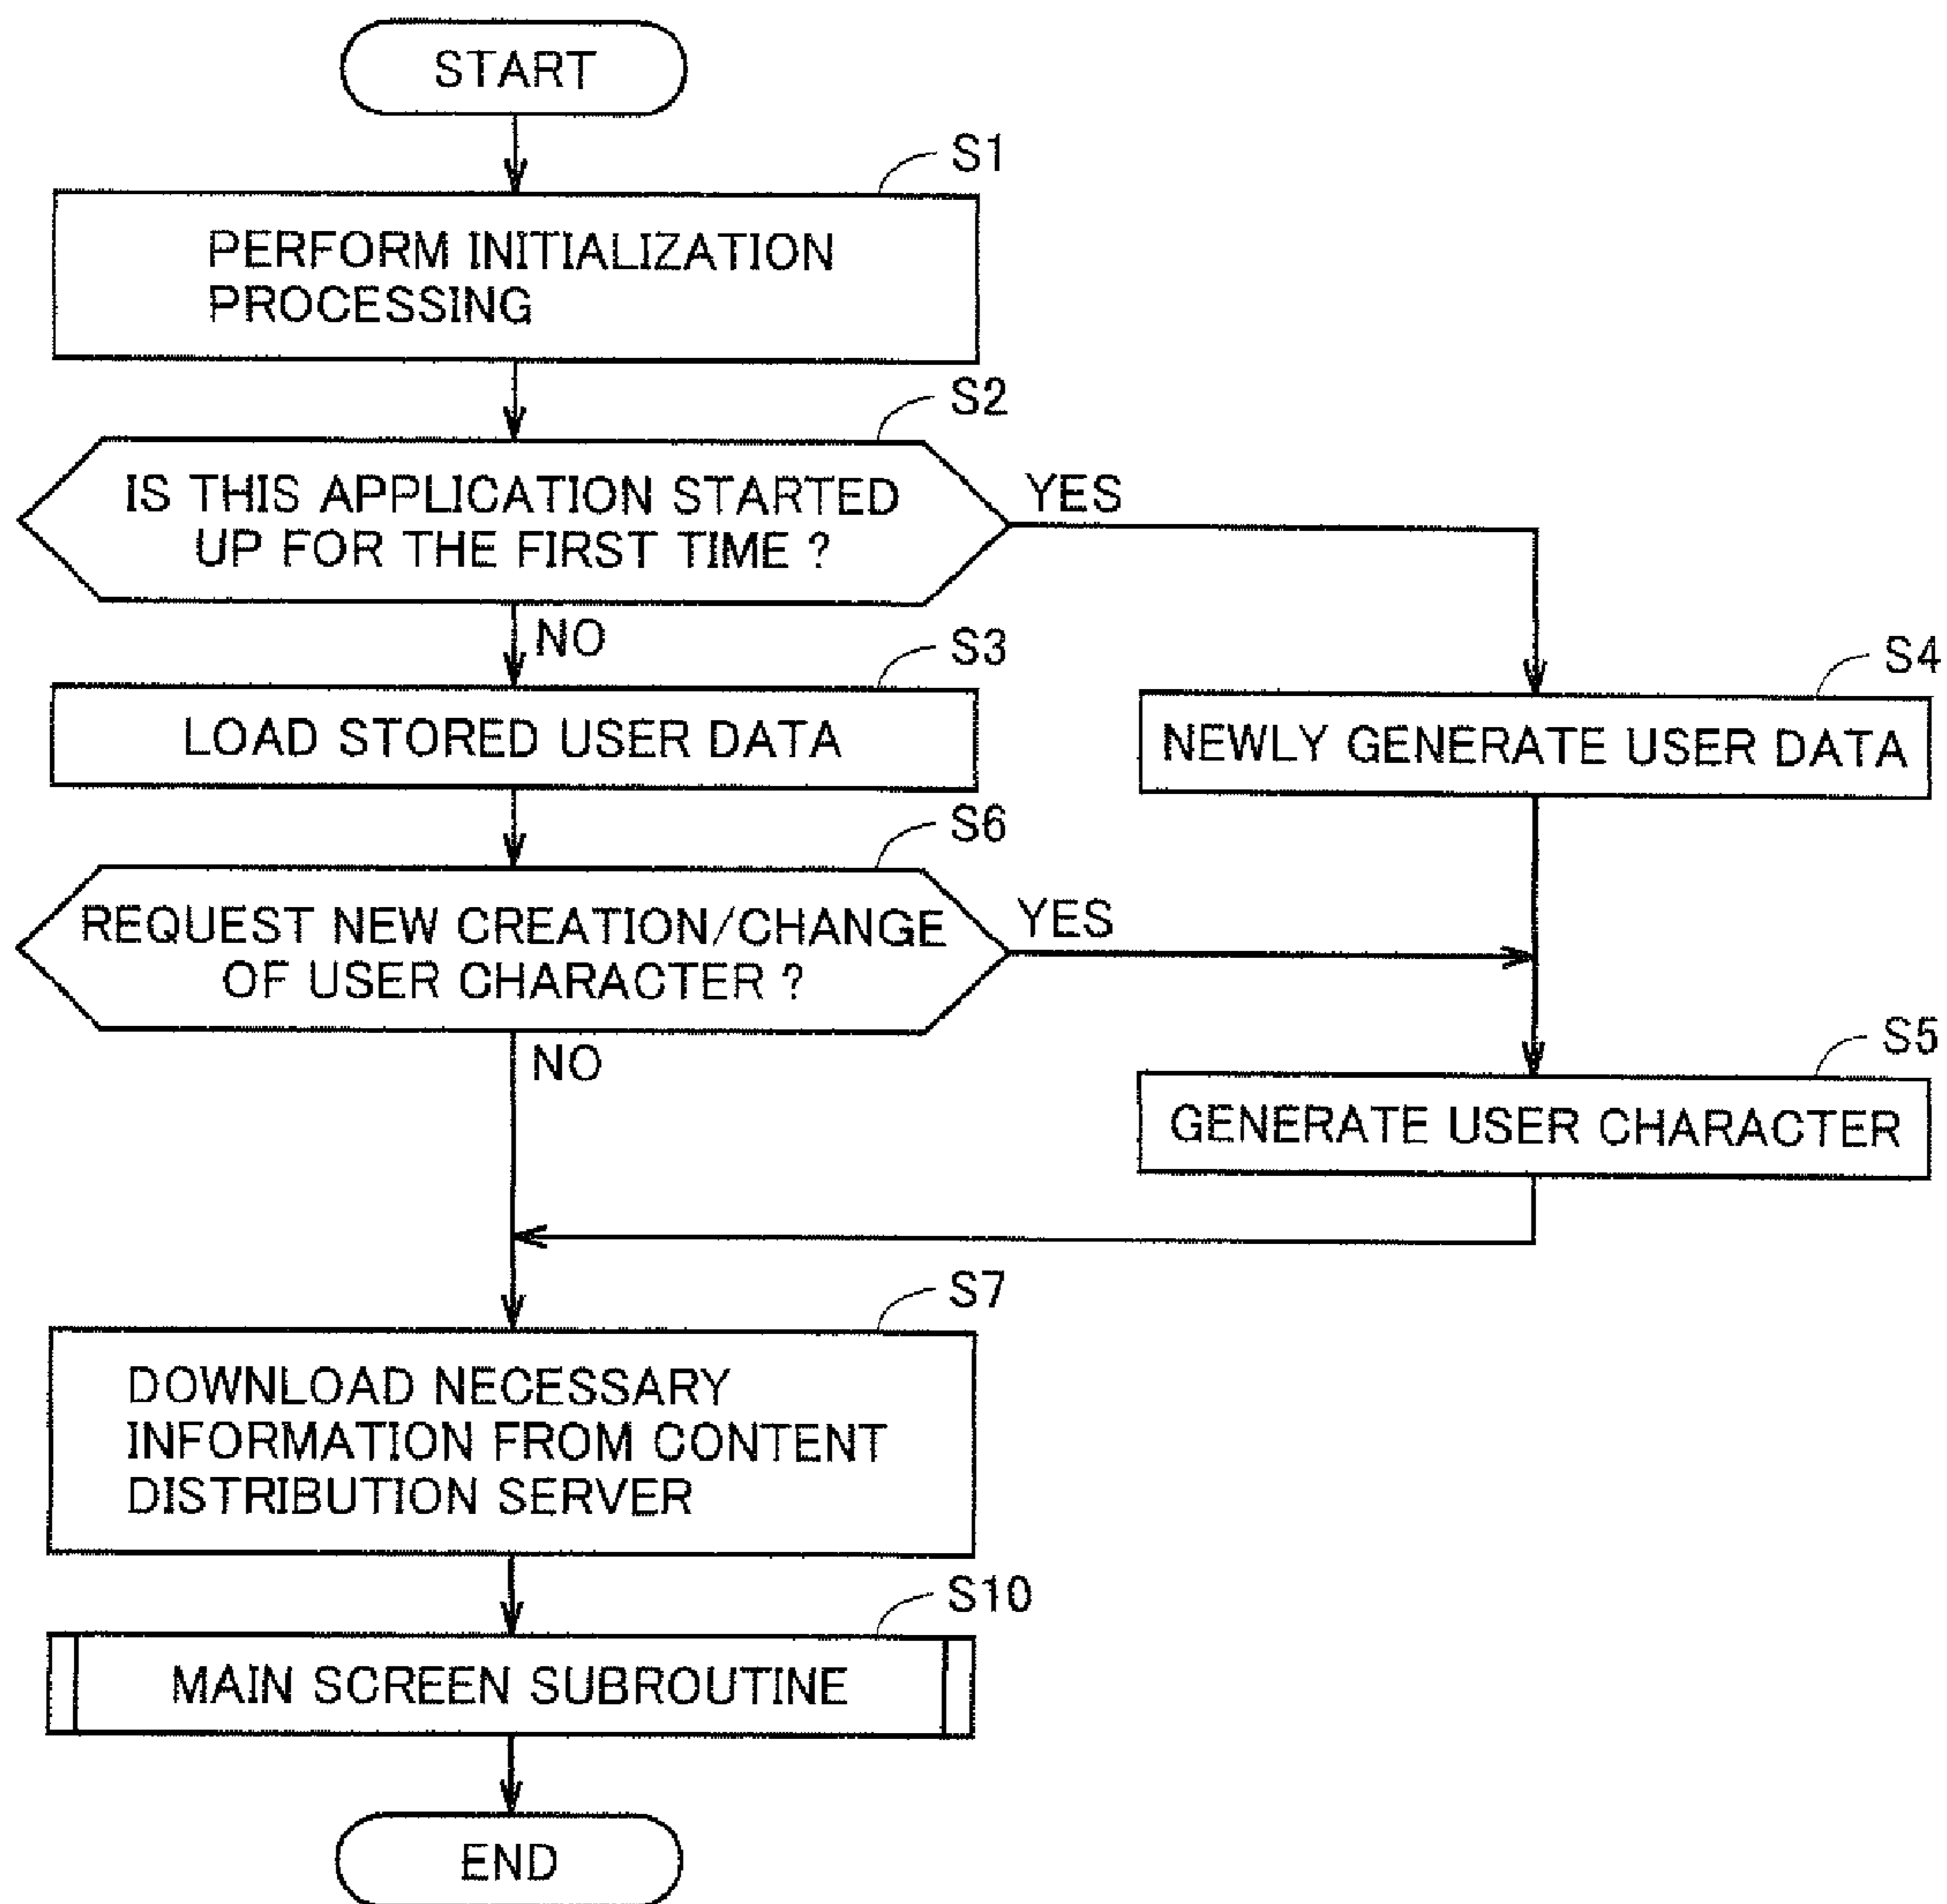 START
S1
PERFORM INITIALIZATION
PROCESSING
S2
IS THIS APPLICATION STARTED
UP FOR THE FIRST TIME ?
YES
NO
S3
LOAD STORED USER DATA
S4
NEWLY GENERATE USER DATA
S6
REQUEST NEW CREATION/CHANGE
OF USER CHARACTER ?
YES
NO
S5
GENERATE USER CHARACTER
S7
DOWNLOAD NECESSARY
INFORMATION FROM CONTENT
DISTRIBUTION SERVER
S10
MAIN SCREEN SUBROUTINE
END